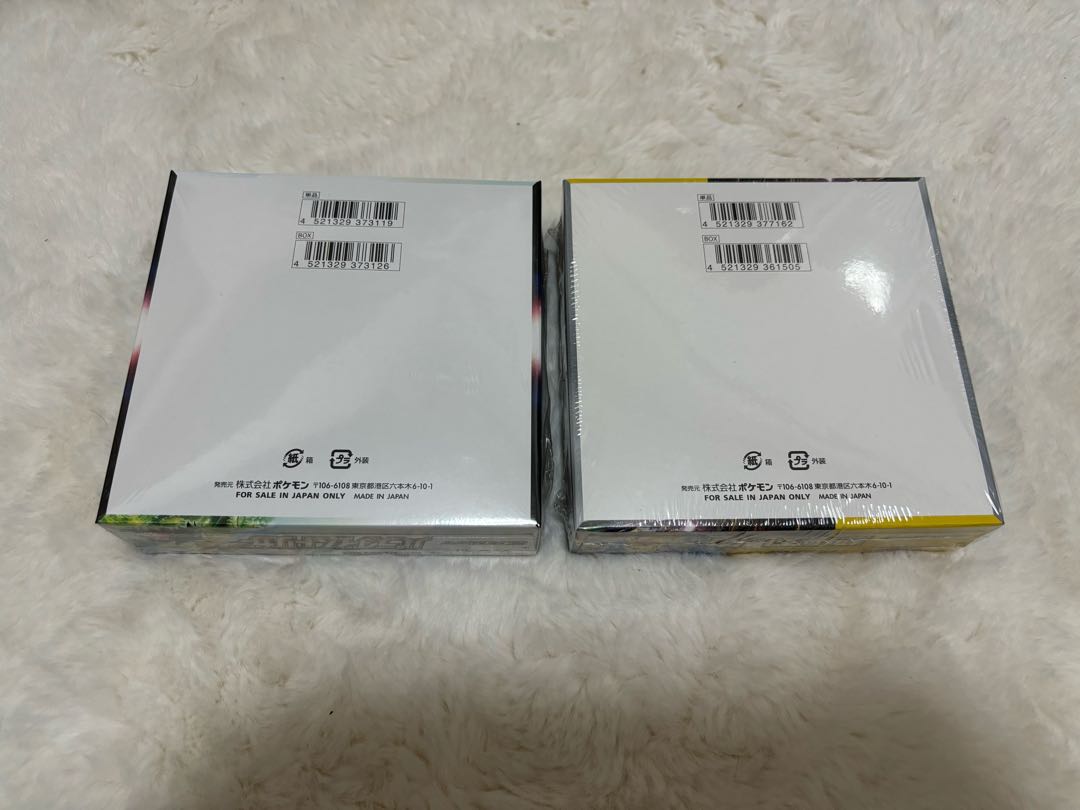 単品
4 521329 373119
BOX
4 521329 373126
紙 箱 プラ 外装
発売元 株式会社ポケモン 〒106-6108 東京都港区六本木6-10-1
FOR SALE IN JAPAN ONLY MADE IN JAPAN
単品
4 521329 377162
BOX
4 521329 361505
紙 箱 プラ 外装
発売元 株式会社ポケモン 〒106-6108 東京都港区六本木6-10-1
FOR SALE IN JAPAN ONLY MADE IN JAPAN